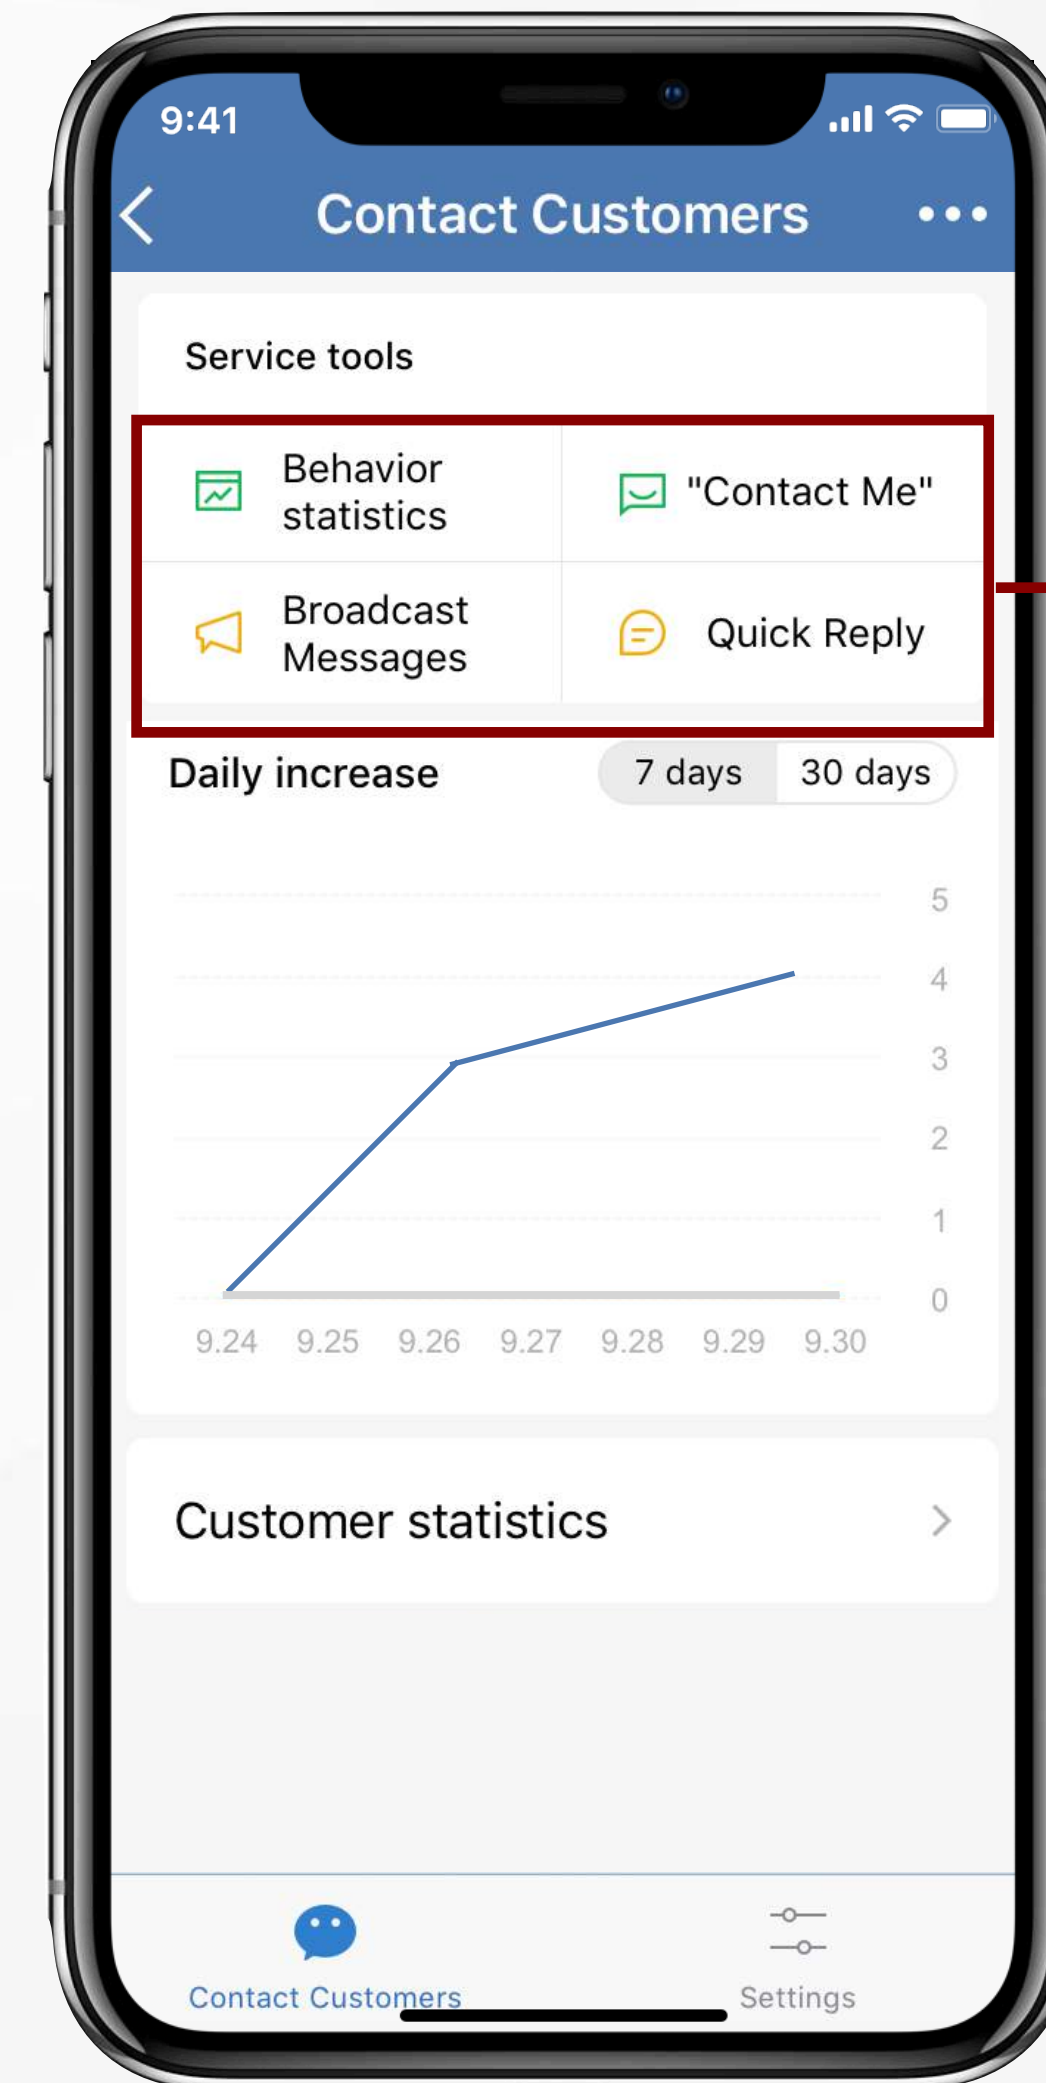 9:41
Contact Customers
Service tools
Behavior
statistics
"Contact Me"
Broadcast
Messages
Quick Reply
Daily increase
7 days
30 days
5
4
3
2
1
0
9.24 9.25 9.26 9.27 9.28 9.29 9.30
Customer statistics
Contact Customers
Settings